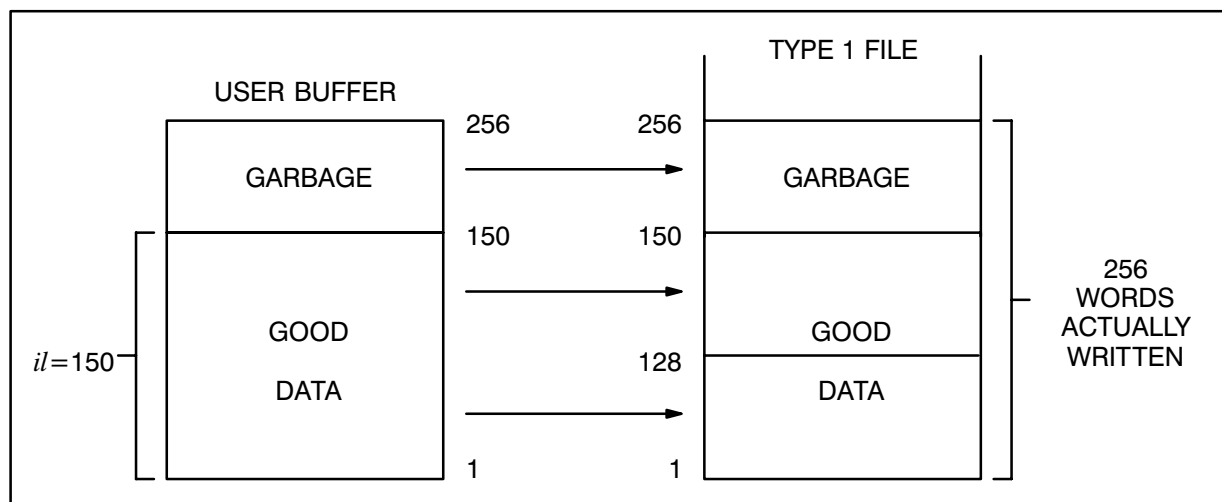 TYPE 1 FILE
USER BUFFER
256 256
GARBAGE GARBAGE
150 150
256
WORDS
ACTUALLY
WRITTEN
GOOD GOOD
il=150 128
DATA DATA
1 1